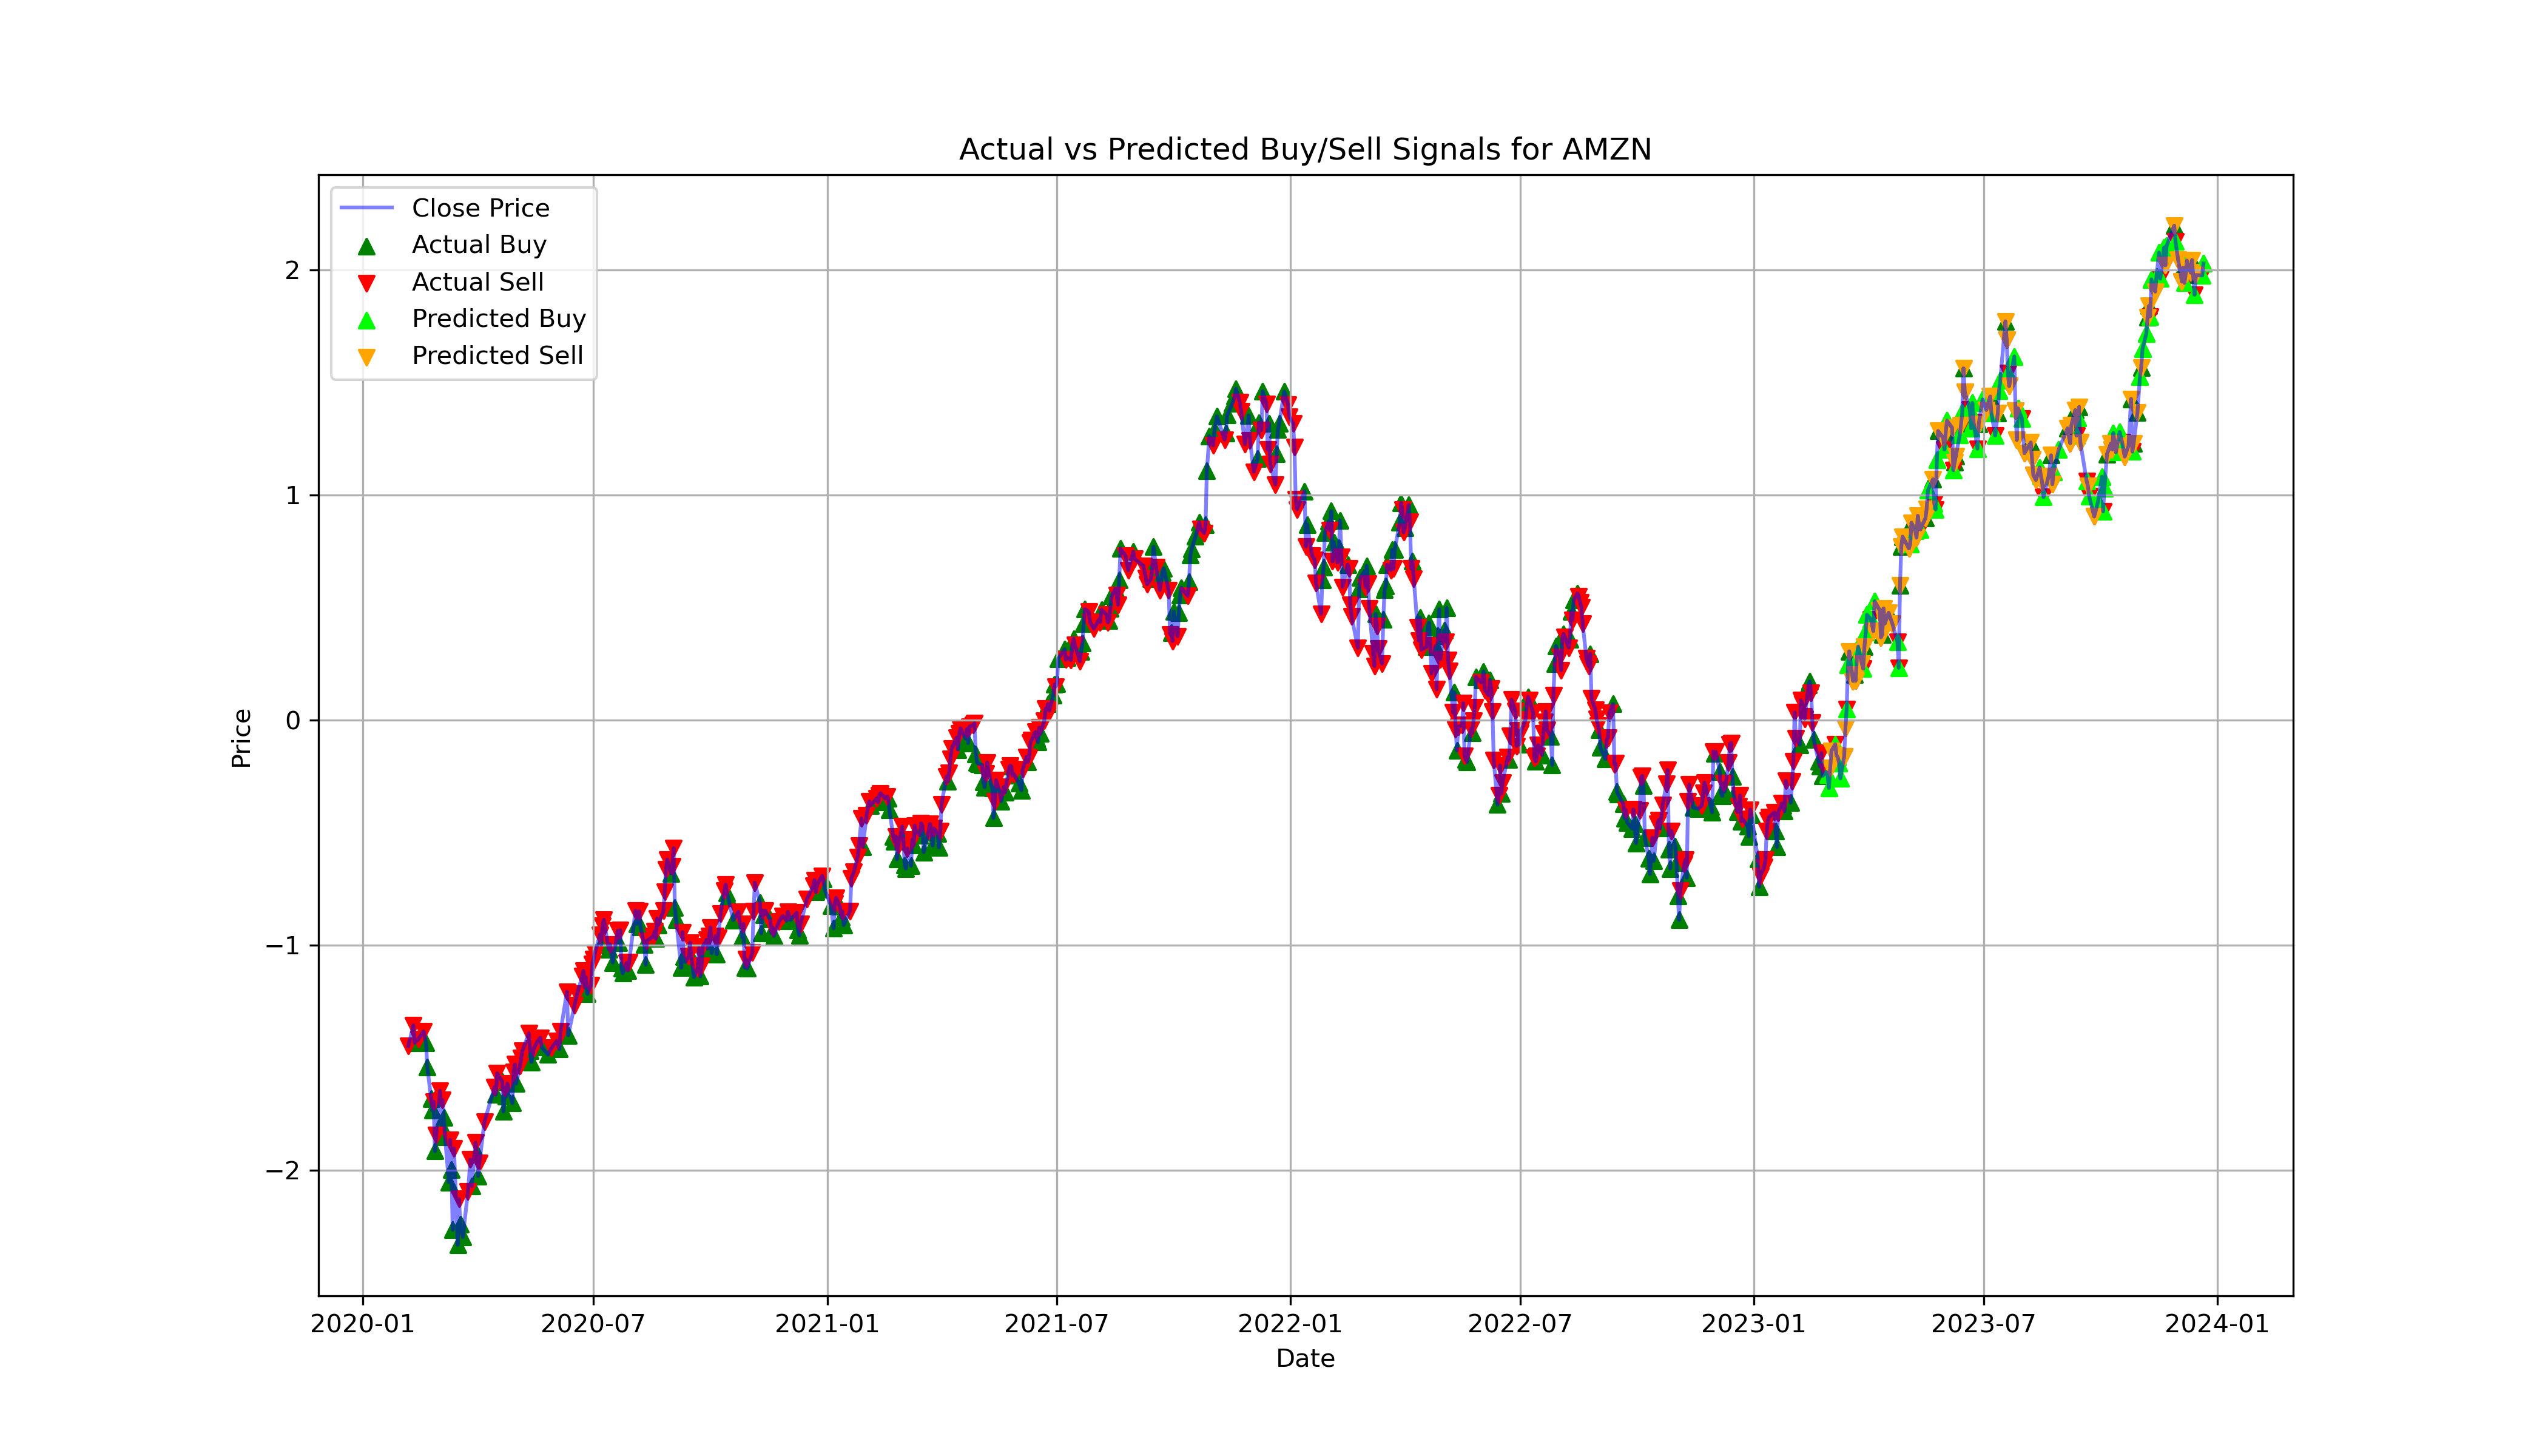 Actual vs Predicted Buy/Sell Signals for AMZN
Close Price
Actual Buy
Actual Sell
Predicted Buy
Predicted Sell
Price
2
1
0
−1
−2
2020-01 2020-07 2021-01 2021-07 2022-01 2022-07 2023-01 2023-07 2024-01
Date